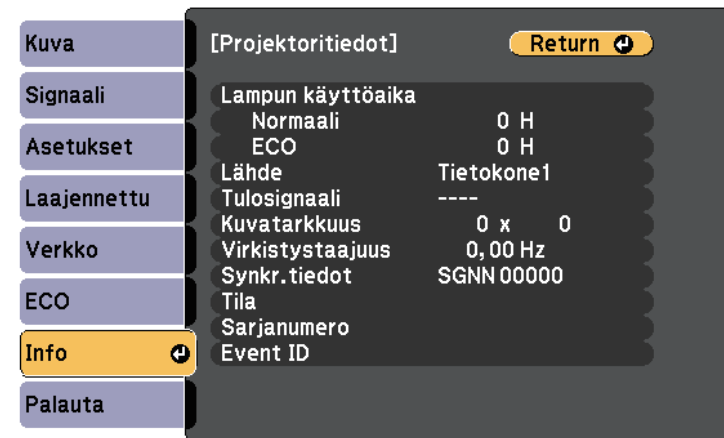 Kuva
Signaali
Asetukset
Laajennettu
Verkko
ECO
Info
Palauta
[Projektoritiedot] Return
Lampun käyttöaika
Normaali 0 H
ECO 0 H
Lähde Tietokone1
Tulosignaali ----
Kuvatarkkuus 0 x 0
Virkistystaajuus 0,00 Hz
Synkr.tiedot SGNN 00000
Tila
Sarjanumero
Event ID